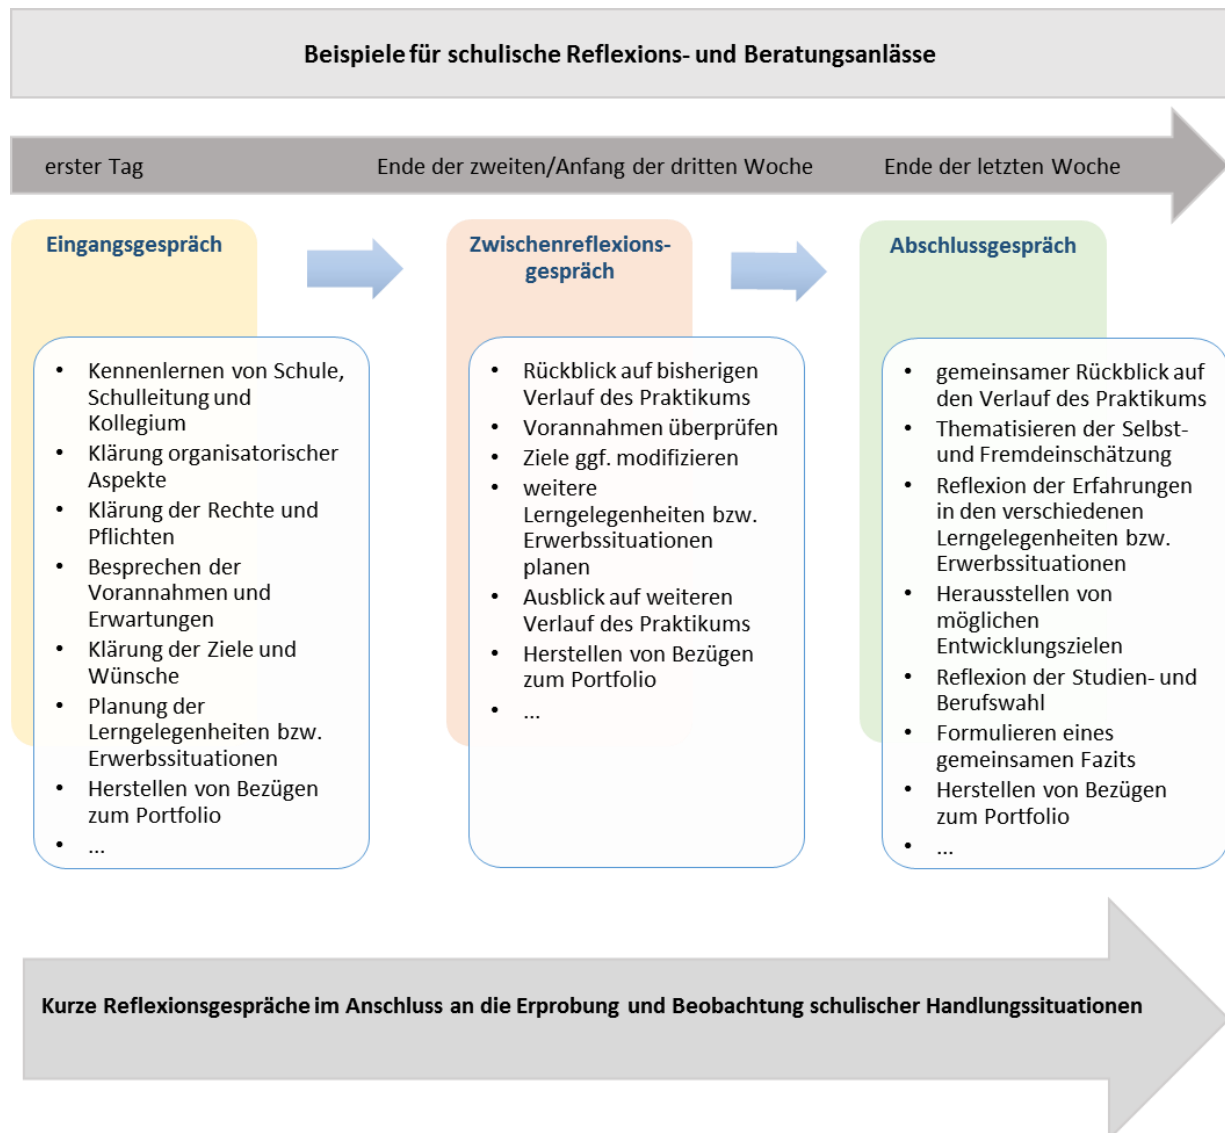 Beispiele für schulische Reflexions- und Beratungsanlässe
erster Tag
Ende der zweiten/Anfang der dritten Woche
Ende der letzten Woche
Eingangsgespräch
• Kennenlernen von Schule,
Schulleitung und
Kollegium
• Klärung organisatorischer
Aspekte
• Klärung der Rechte und
Pflichten
• Besprechen der
Vorannahmen und
Erwartungen
• Klärung der Ziele und
Wünsche
• Planung der
Lerngelegenheiten bzw.
Erwerbssituationen
• Herstellen von Bezügen
zum Portfolio
• ...
Zwischenreflexions-
gespräch
• Rückblick auf bisherigen
Verlauf des Praktikums
• Vorannahmen überprüfen
• Ziele ggf. modifizieren
• weitere
Lerngelegenheiten bzw.
Erwerbssituationen
planen
• Ausblick auf weiteren
Verlauf des Praktikums
• Herstellen von Bezügen
zum Portfolio
• ...
Abschlussgespräch
• gemeinsamer Rückblick auf
den Verlauf des Praktikums
• Thematisieren der Selbst-
und Fremdeinschätzung
• Reflexion der Erfahrungen
in den verschiedenen
Lerngelegenheiten bzw.
Erwerbssituationen
• Herausstellen von
möglichen
Entwicklungszielen
• Reflexion der Studien- und
Berufswahl
• Formulieren eines
gemeinsamen Fazits
• Herstellen von Bezügen
zum Portfolio
• ...
Kurze Reflexionsgespräche im Anschluss an die Erprobung und Beobachtung schulischer Handlungssituationen